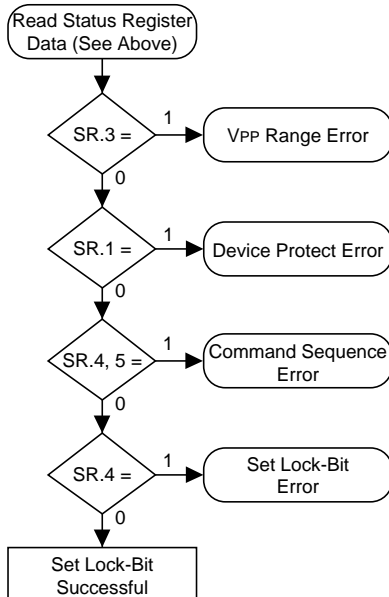 Read Status Register
Data (See Above)
SR.3 =
1
VPP Range Error
0
SR.1 =
1
Device Protect Error
0
SR.4, 5 =
1
Command Sequence
Error
0
SR.4 =
1
Set Lock-Bit
Error
0
Set Lock-Bit
Successful